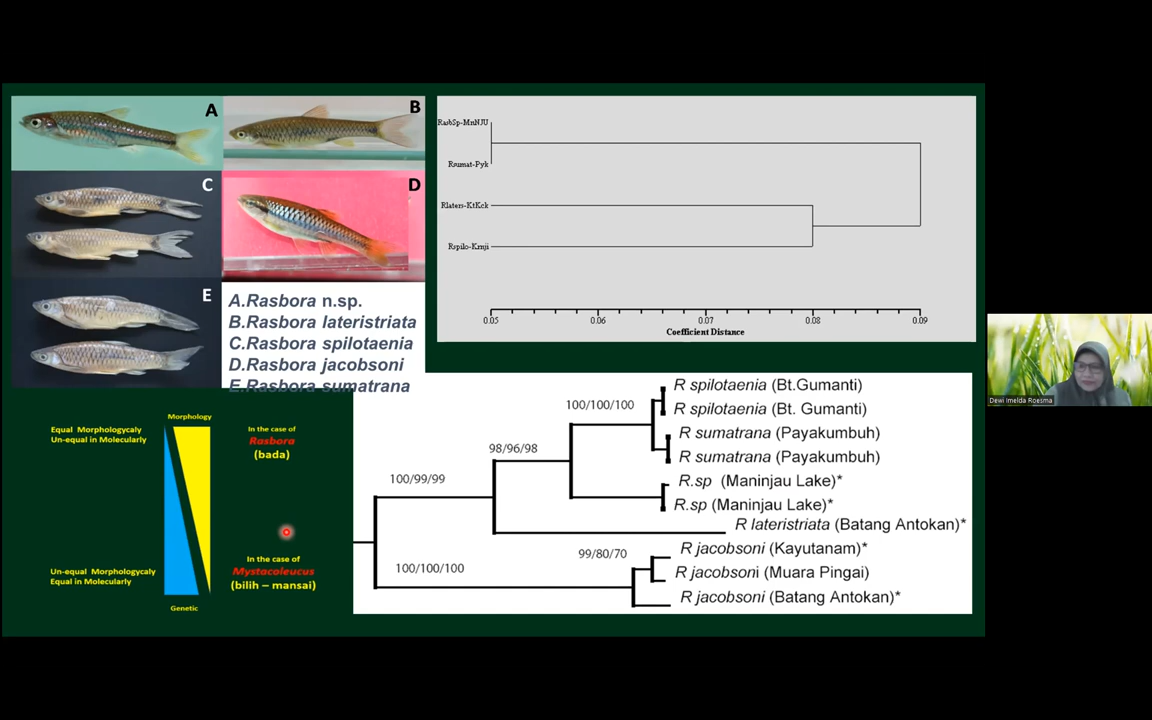 A
B
C
D
E
A.Rasbora n.sp.
B.Rasbora lateristriata
C.Rasbora spilotaenia
D.Rasbora jacobsoni
E.Rasbora sumatrana
RasbSp-MnNJU
Rsumat-Pyk
Rlaters-KtKck
Rspilo-Kmji
0.05 0.06 0.07 0.08 0.09
Coefficient Distance
R spilotaenia (Bt.Gumanti)
100/100/100
R spilotaenia (Bt. Gumanti)
R sumatrana (Payakumbuh)
98/96/98
R sumatrana (Payakumbuh)
100/99/99
R.sp (Maninjau Lake)*
R.sp (Maninjau Lake)*
R lateristriata (Batang Antokan)*
99/80/70
R jacobsoni (Kayutanam)*
100/100/100
R jacobsoni (Muara Pingai)
R jacobsoni (Batang Antokan)*
Morphology
Equal Morphologycaly
Un-equal in Molecularly
In the case of
Rasbora
(bada)
Un-equal Morphologycaly
Equal in Molecularly
In the case of
Mystacoleucus
(bilih – mansai)
Genetic
Dewi Imelda Roesma